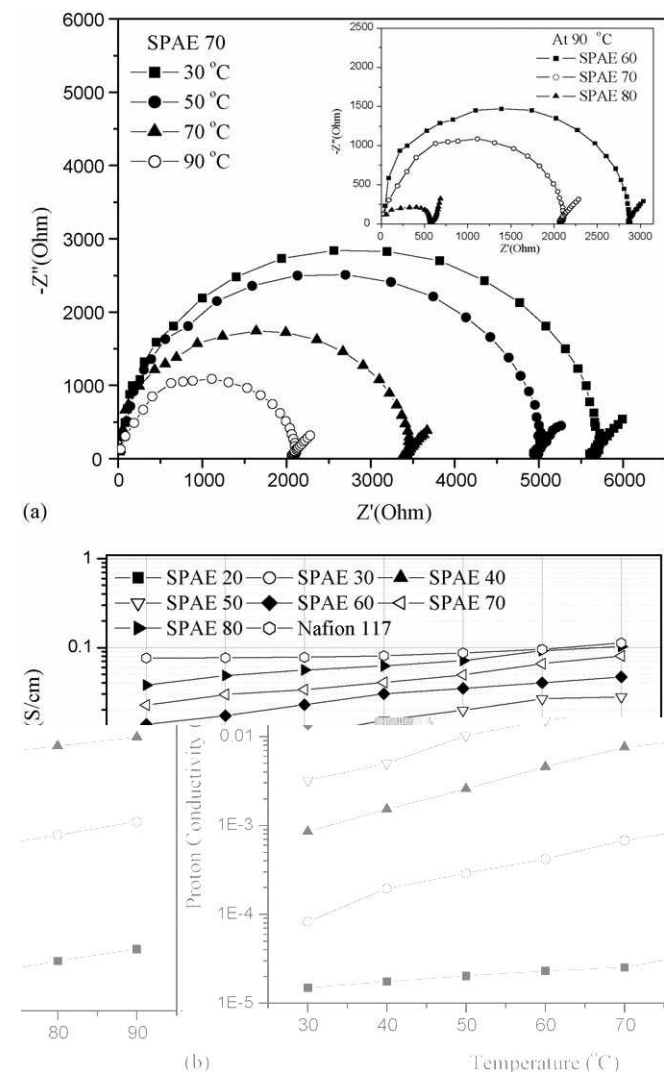 6000
5000
4000
3000
2000
1000
0
-Z"(Ohm)
SPAE 70
30 °C
50 °C
70 °C
90 °C
2500
2000
1500
1000
500
0
-Z"(Ohm)
At 90 °C
SPAE 60
SPAE 70
SPAE 80
0 500 1000 1500 2000 2500 3000
Z'(Ohm)
0 1000 2000 3000 4000 5000 6000
(a) Z'(Ohm)
1
SPAE 20 SPAE 30 SPAE 40
SPAE 50 SPAE 60 SPAE 70
SPAE 80 Nafion 117
0.1
(S/cm)
Proton Conductivity (
0.01
1E-3
1E-4
1E-5
80 90 30 40 50 60 70
(b) Temperature (°C)